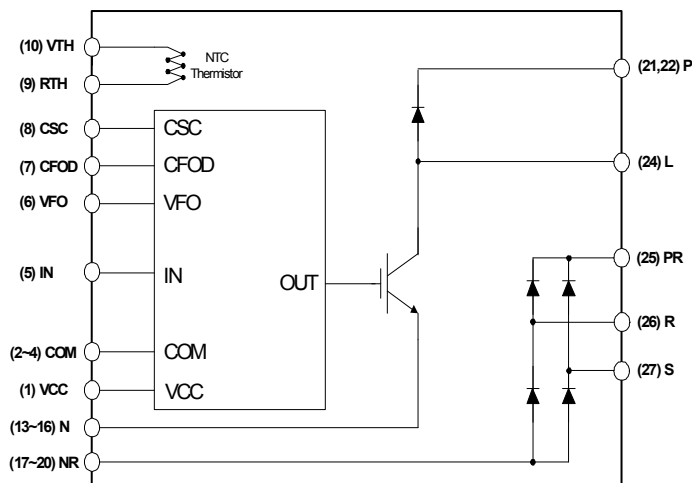 (10) VTH
NTC
Thermistor
(9) RTH
(21,22) P
(8) CSC
CSC
(7) CFOD
CFOD
(24) L
(6) VFO
VFO
(25) PR
(5) IN
IN
OUT
(26) R
(2~4) COM
COM
(27) S
(1) VCC
VCC
(13~16) N
(17~20) NR